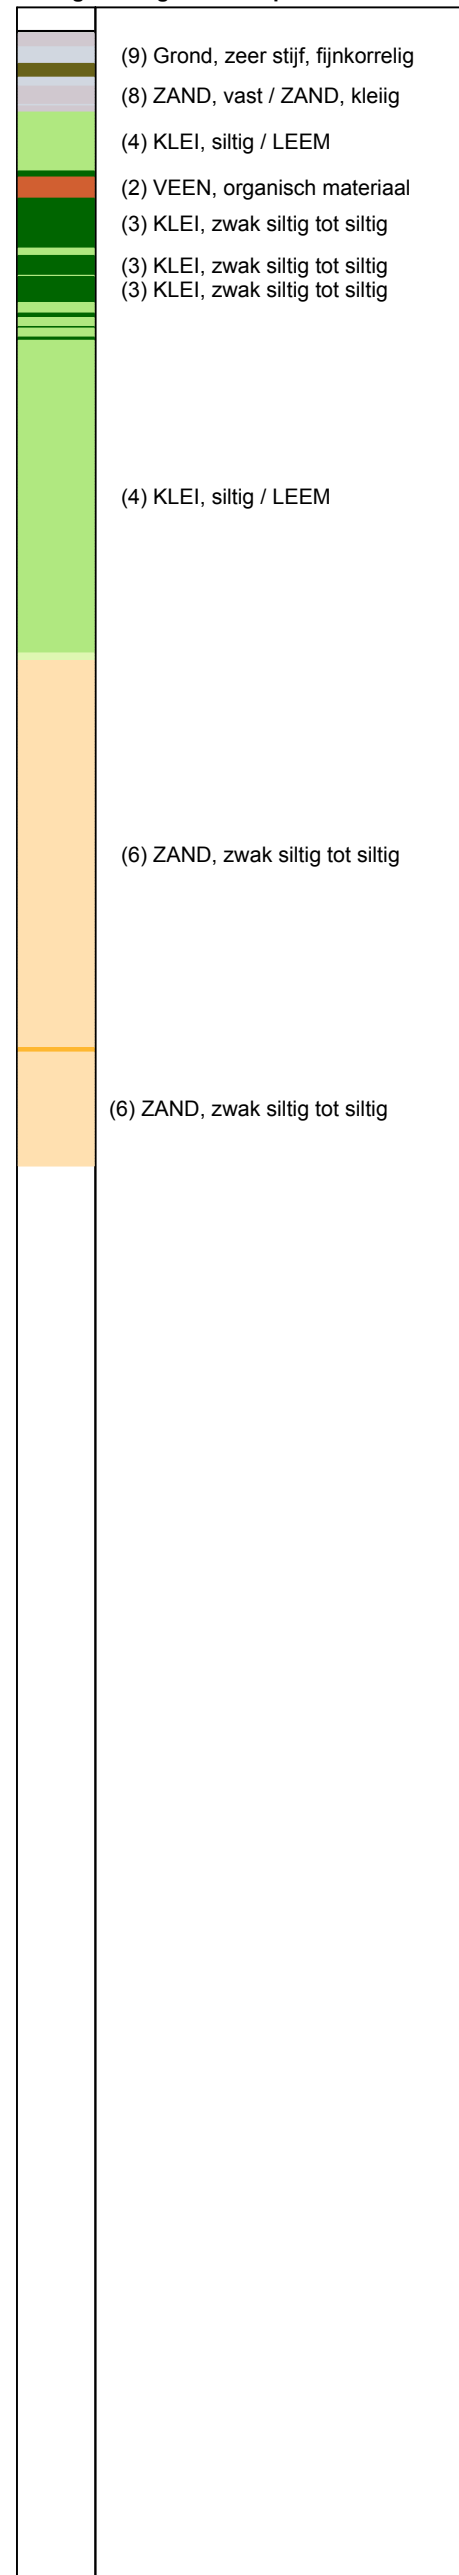 (9) Grond, zeer stijf, fijnkorrelig
(8) ZAND, vast / ZAND, kleiig
(4) KLEI, siltig / LEEM
(2) VEEN, organisch materiaal
(3) KLEI, zwak siltig tot siltig
(3) KLEI, zwak siltig tot siltig
(3) KLEI, zwak siltig tot siltig
(4) KLEI, siltig / LEEM
(6) ZAND, zwak siltig tot siltig
(6) ZAND, zwak siltig tot siltig